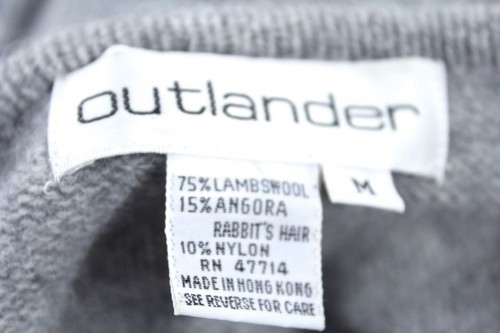 outlander
M
75% LAMBSWOOL
15% ANGORA
RABBIT'S HAIR
10% NYLON
RN 47714
MADE IN HONG KONG
SEE REVERSE FOR CARE